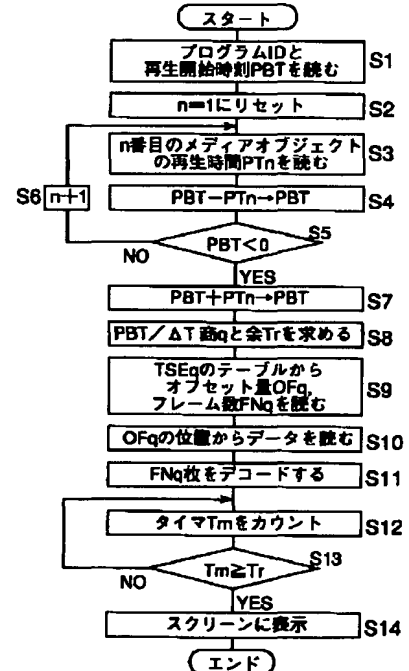 スタート
プログラムIDと
再生開始時刻PBTを読む
S1
n=1にリセット
S2
n番目のメディアオブジェクト
の再生時間PTnを読む
S3
S6
n+1
PBT−PTn→PBT
S4
PBT<0
S5
NO
YES
PBT+PTn→PBT
S7
PBT/ΔT 商qと余Trを求める
S8
TSEqのテーブルから
オフセット量OFq,
フレーム数FNqを読む
S9
OFqの位置からデータを読む
S10
FNq枚をデコードする
S11
タイマTmをカウント
S12
Tm≧Tr
S13
NO
YES
スクリーンに表示
S14
エンド